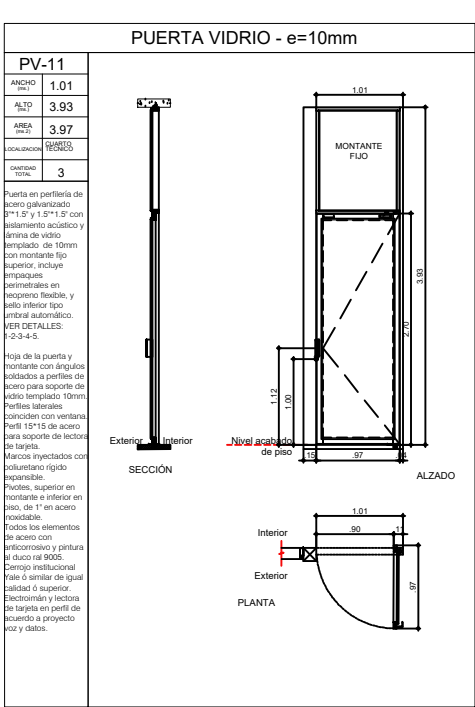 PUERTA VIDRIO - e=10mm
PV-11
ANCHO (ms.) 1.01
ALTO (ms.) 3.93
AREA (ms.2) 3.97
LOCALIZACION CUARTO TECNICO
CANTIDAD TOTAL 3
Puerta en perfilería de
acero galvanizado
3"*1.5" y 1.5"*1.5" con
aislamiento acústico y
lámina de vidrio
templado de 10mm
con montante fijo
superior, incluye
empaques
perimetrales en
neopreno flexible, y
sello inferior tipo
umbral automático.
VER DETALLES:
1-2-3-4-5.
Hoja de la puerta y
montante con ángulos
soldados a perfiles de
acero para soporte de
vidrio templado 10mm.
Perfiles laterales
coinciden con ventana.
Perfil 15*15 de acero
para soporte de lectora
de tarjeta.
Marcos inyectados con
poliuretano rígido
expansible.
Pivotes, superior en
montante e inferior en
piso, de 1" en acero
inoxidable.
Todos los elementos
de acero con
anticorrosivo y pintura
al duco ral 9005.
Cerrojo institucional
Yale ó similar de igual
calidad ó superior.
Electroimán y lectora
de tarjeta en perfil de
acuerdo a proyecto
voz y datos.
Exterior Interior
SECCIÓN
1.01
MONTANTE
FIJO
3.93
2.70
1.12
1.00
Nivel acabado
de piso
.15 .97
ALZADO
1.01
.90 .11
Interior
Exterior
.97
PLANTA